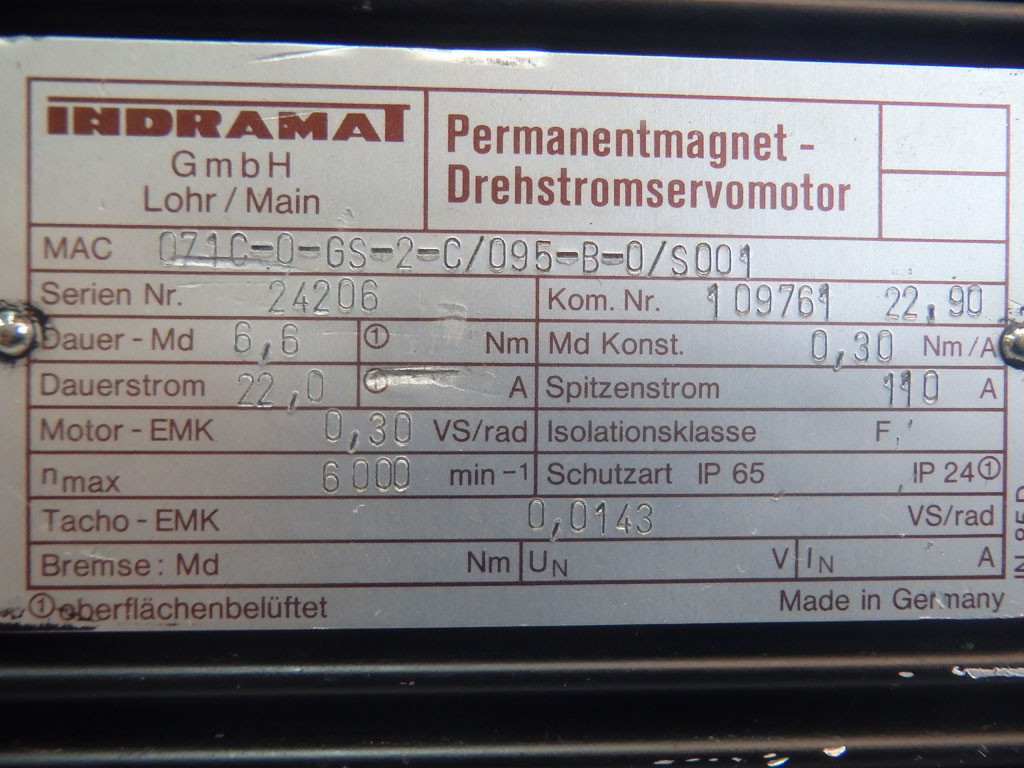 INDRAMAT
GmbH
Lohr / Main
Permanentmagnet -
Drehstromservomotor
MAC 071C-0-GS-2-C/095-B-0/S001
Serien Nr. 24206 Kom. Nr. 109761 22,90
Dauer - Md 6,6 ① Nm Md Konst. 0,30 Nm/A
Dauerstrom 22,0 ① A Spitzenstrom 110 A
Motor - EMK 0,30 VS/rad Isolationsklasse F
n max 6000 min -1 Schutzart IP 65 IP 24①
Tacho - EMK 0,0143 VS/rad
Bremse: Md Nm UN V IN A
①oberflächenbelüftet Made in Germany